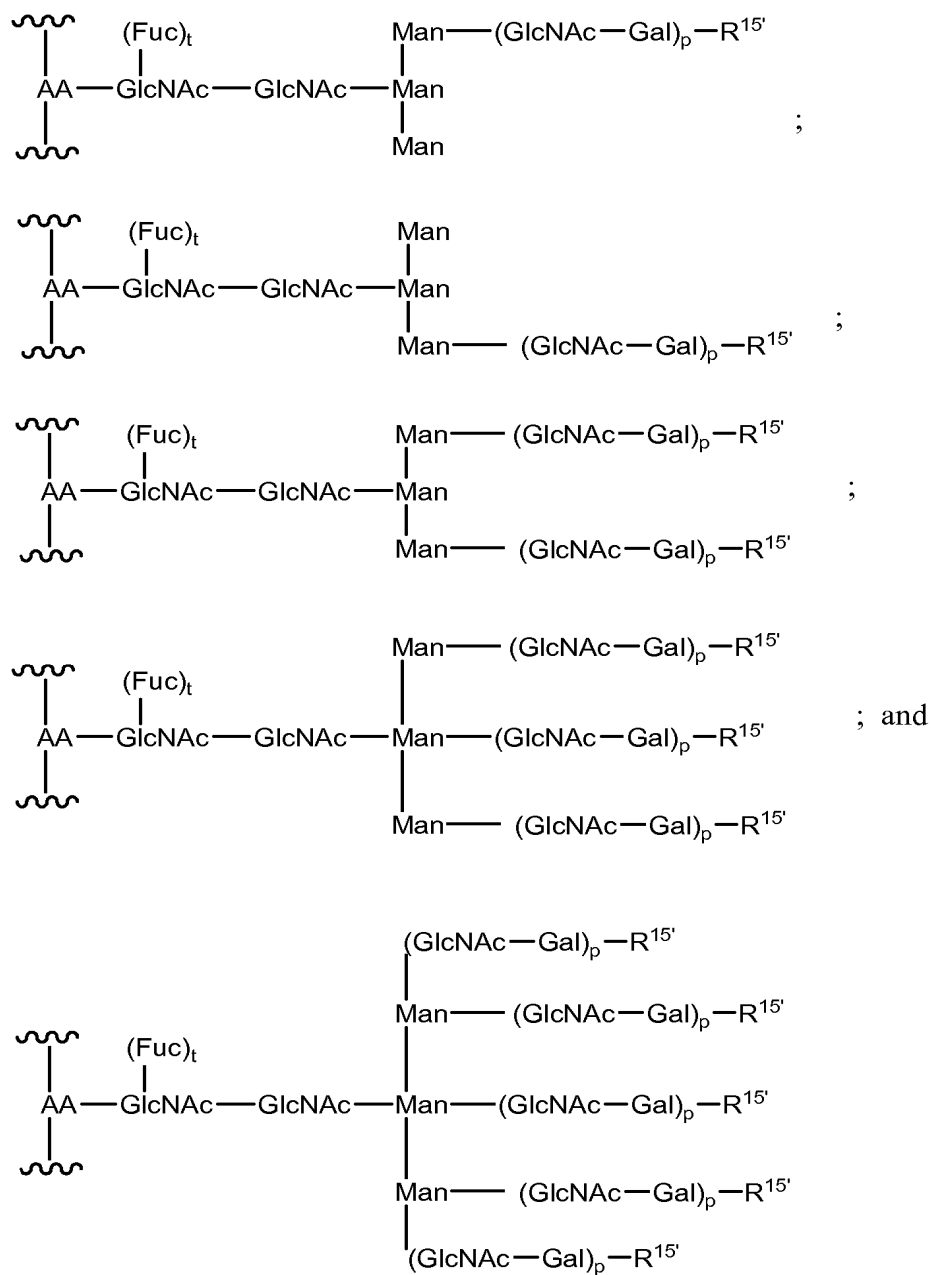 Man—(GlcNAc—Gal)p—R15'
(Fuc)t
AA—GlcNAc—GlcNAc—Man
Man
;
(Fuc)t Man
AA—GlcNAc—GlcNAc—Man
;
Man—(GlcNAc—Gal)p—R15'
(Fuc)t Man—(GlcNAc—Gal)p—R15'
AA—GlcNAc—GlcNAc—Man ;
Man—(GlcNAc—Gal)p—R15'
Man—(GlcNAc—Gal)p—R15'
(Fuc)t
AA—GlcNAc—GlcNAc—Man—(GlcNAc—Gal)p—R15' ; and
Man—(GlcNAc—Gal)p—R15'
(GlcNAc—Gal)p—R15'
Man—(GlcNAc—Gal)p—R15'
(Fuc)t
AA—GlcNAc—GlcNAc—Man—(GlcNAc—Gal)p—R15'
Man—(GlcNAc—Gal)p—R15'
(GlcNAc—Gal)p—R15'